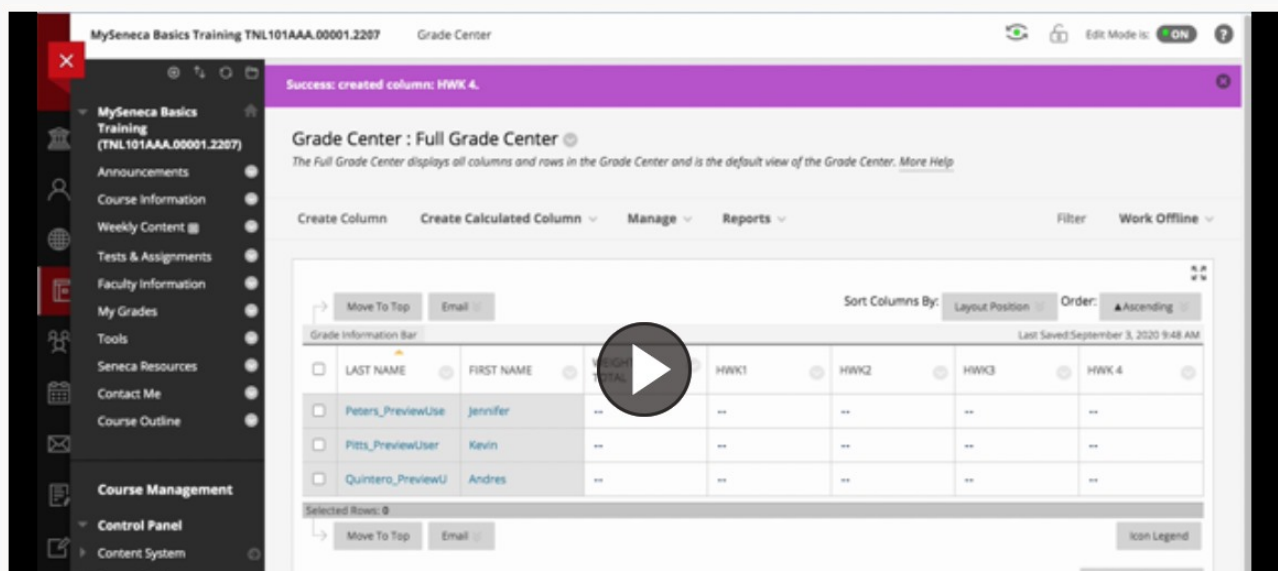 MySeneca Basics Training TNL101AAA.00001.2207
Grade Center
Edit Mode is:
ON
?
Success: created column: HWK 4.
MySeneca Basics
Training
(TNL101AAA.00001.2207)
Announcements
Course Information
Weekly Content
Tests & Assignments
Faculty Information
My Grades
Tools
Seneca Resources
Contact Me
Course Outline
Course Management
Control Panel
Content System
Grade Center : Full Grade Center
The Full Grade Center displays all columns and rows in the Grade Center and is the default view of the Grade Center. More Help
Create Column Create Calculated Column Manage Reports Filter Work Offline
Move To Top Email Sort Columns By: Layout Position Order: Ascending
Grade Information Bar Last Saved:September 3, 2020 9:48 AM
LAST NAME FIRST NAME TOTAL HWK1 HWK2 HWK3 HWK 4
Peters_PreviewUse Jennifer -- -- -- -- --
Pitts_PreviewUser Kevin -- -- -- -- --
Quintero_PreviewU Andres -- -- -- -- --
Selected Rows: 0
Move To Top Email Icon Legend